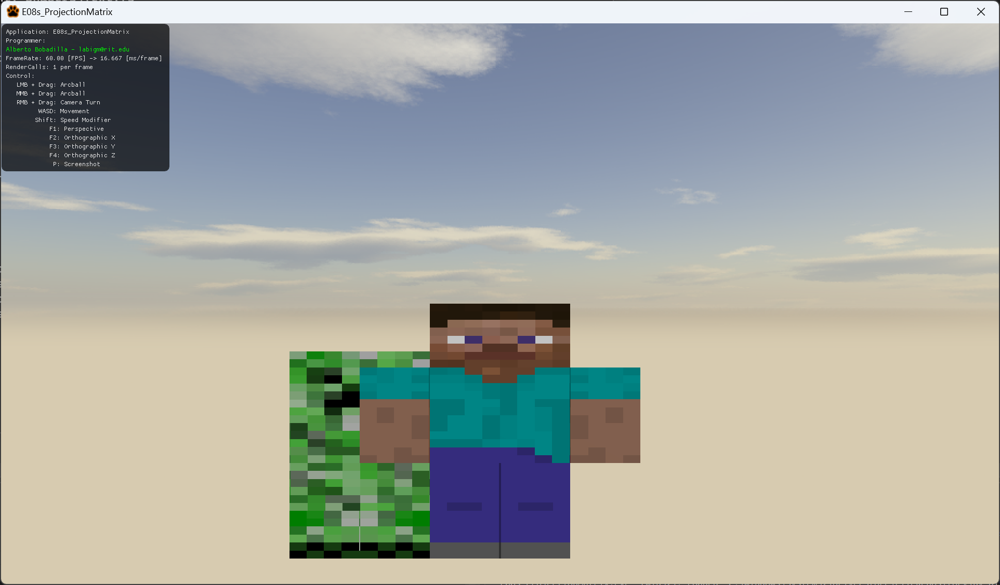 E08s_ProjectionMatrix
Application: E08s_ProjectionMatrix
Programmer:
Alberto Bobadilla - labigm@rit.edu
FrameRate: 60.00 [FPS] -> 16.667 [ms/frame]
RenderCalls: 1 per frame
Control:
LMB + Drag: Arcball
MMB + Drag: Arcball
RMB + Drag: Camera Turn
WASD: Movement
Shift: Speed Modifier
F1: Perspective
F2: Orthographic X
F3: Orthographic Y
F4: Orthographic Z
P: Screenshot